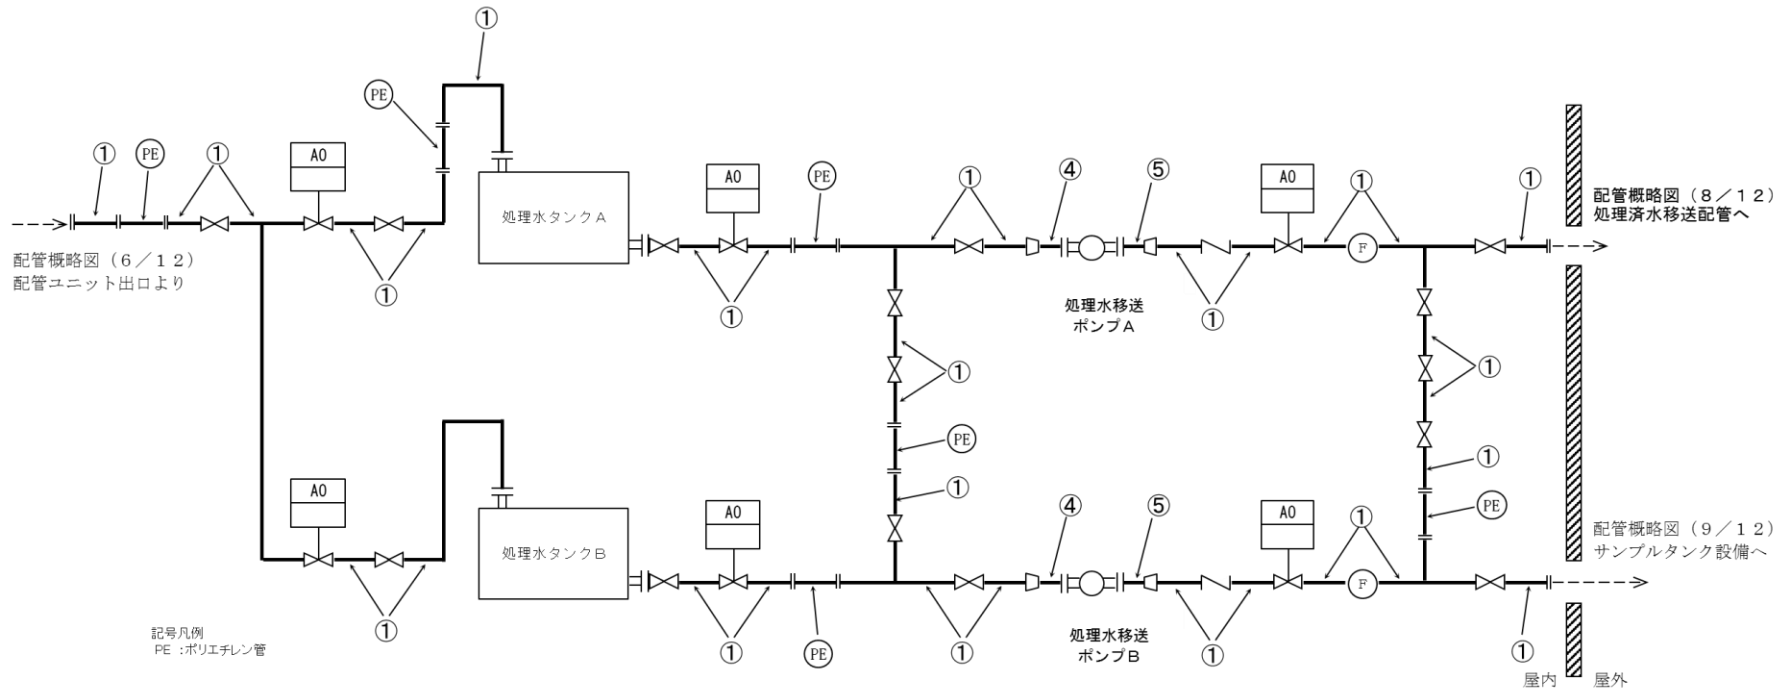 ①
PE
①
PE
①
AO
①
処理水タンクA
AO
PE
①
④
⑤
AO
①
①
配管概略図（8／12）
処理済水移送配管へ
F
配管概略図（6／12）
配管ユニット出口より
①
①
処理水移送
ポンプA
①
①
①
PE
①
①
PE
AO
処理水タンクB
AO
④
⑤
AO
①
F
配管概略図（9／12）
サンプルタンク設備へ
①
①
PE
①
処理水移送
ポンプB
①
①
記号凡例
PE：ポリエチレン管
屋内
屋外